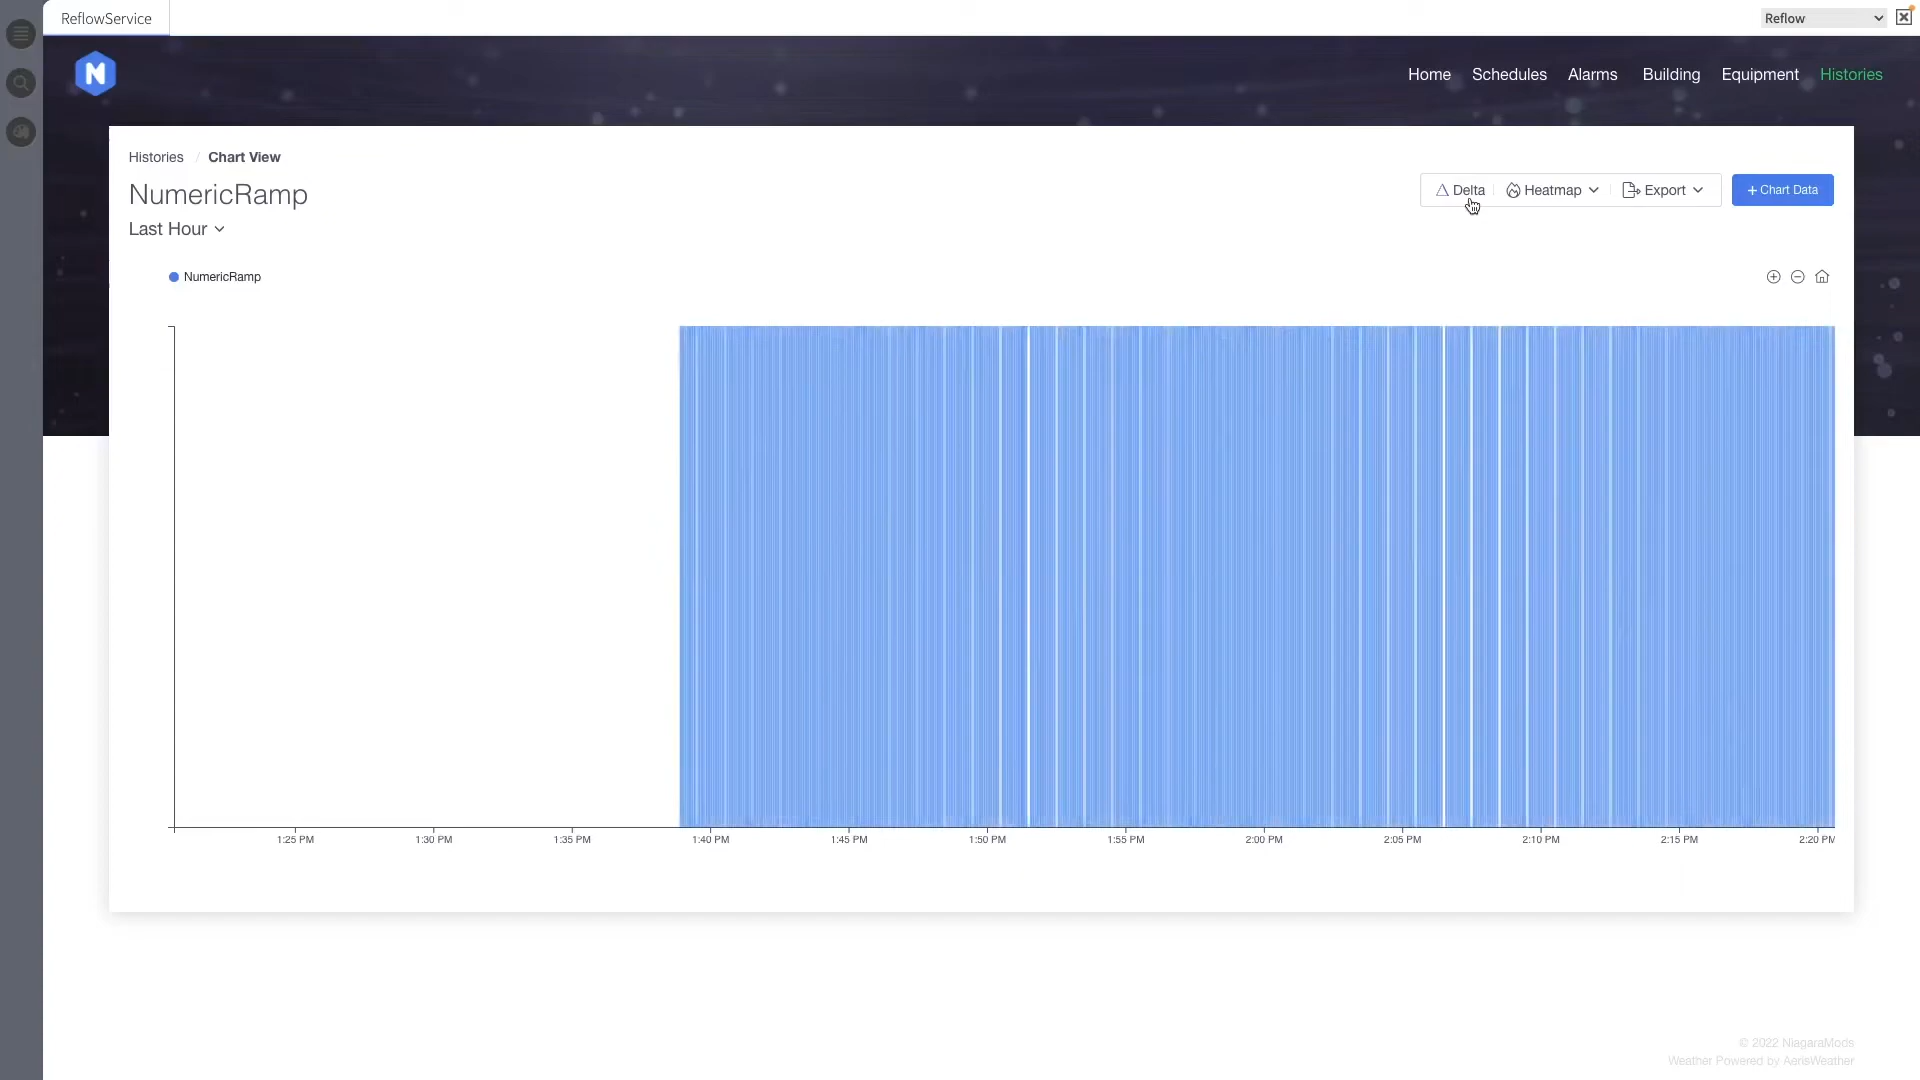 ReflowService
Reflow
N
Home Schedules Alarms Building Equipment Histories
Histories / Chart View
NumericRamp
Delta Heatmap Export + Chart Data
Last Hour
NumericRamp
1:25 PM 1:30 PM 1:35 PM 1:40 PM 1:45 PM 1:50 PM 1:55 PM 2:00 PM 2:05 PM 2:10 PM 2:15 PM 2:20 PM
© 2022 NiagaraMods
Weather Powered by AerisWeather